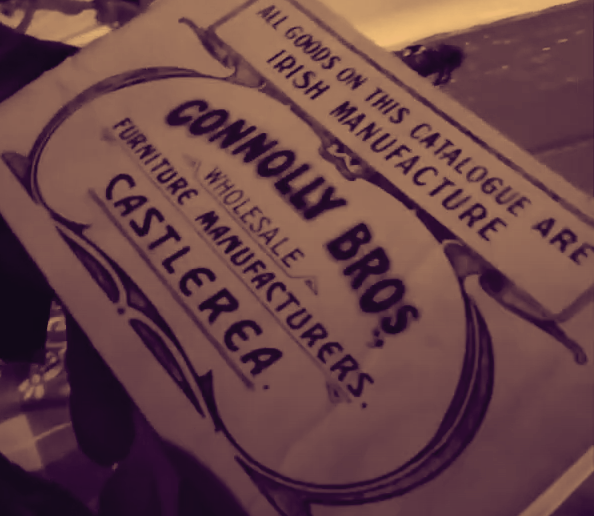 ALL GOODS ON THIS CATALOGUE ARE
IRISH MANUFACTURE
CONNOLLY BROS.,
WHOLESALE
FURNITURE MANUFACTURERS.
CASTLEREA.